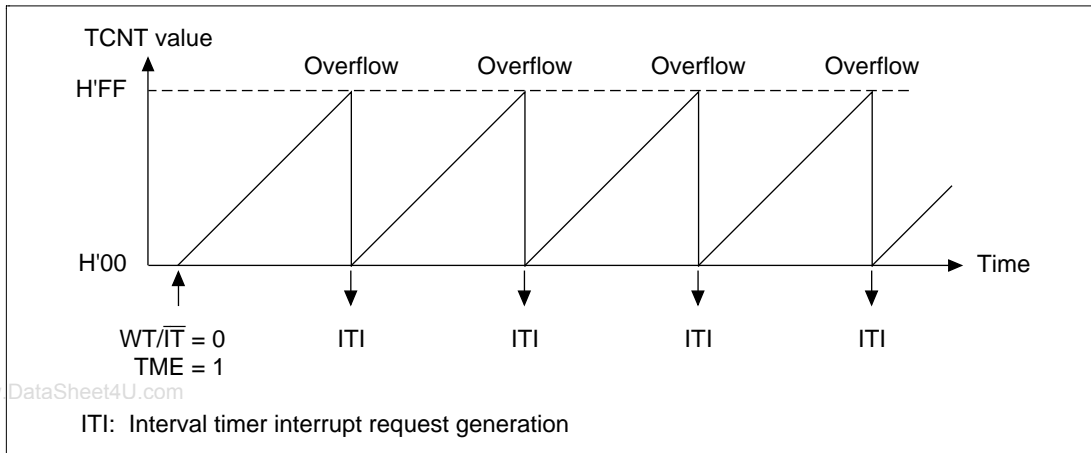 TCNT value
Overflow Overflow Overflow Overflow
H'FF
H'00
Time
WT/I̅T̅ = 0
TME = 1
ITI ITI ITI ITI
.DataSheet4U.com
ITI: Interval timer interrupt request generation